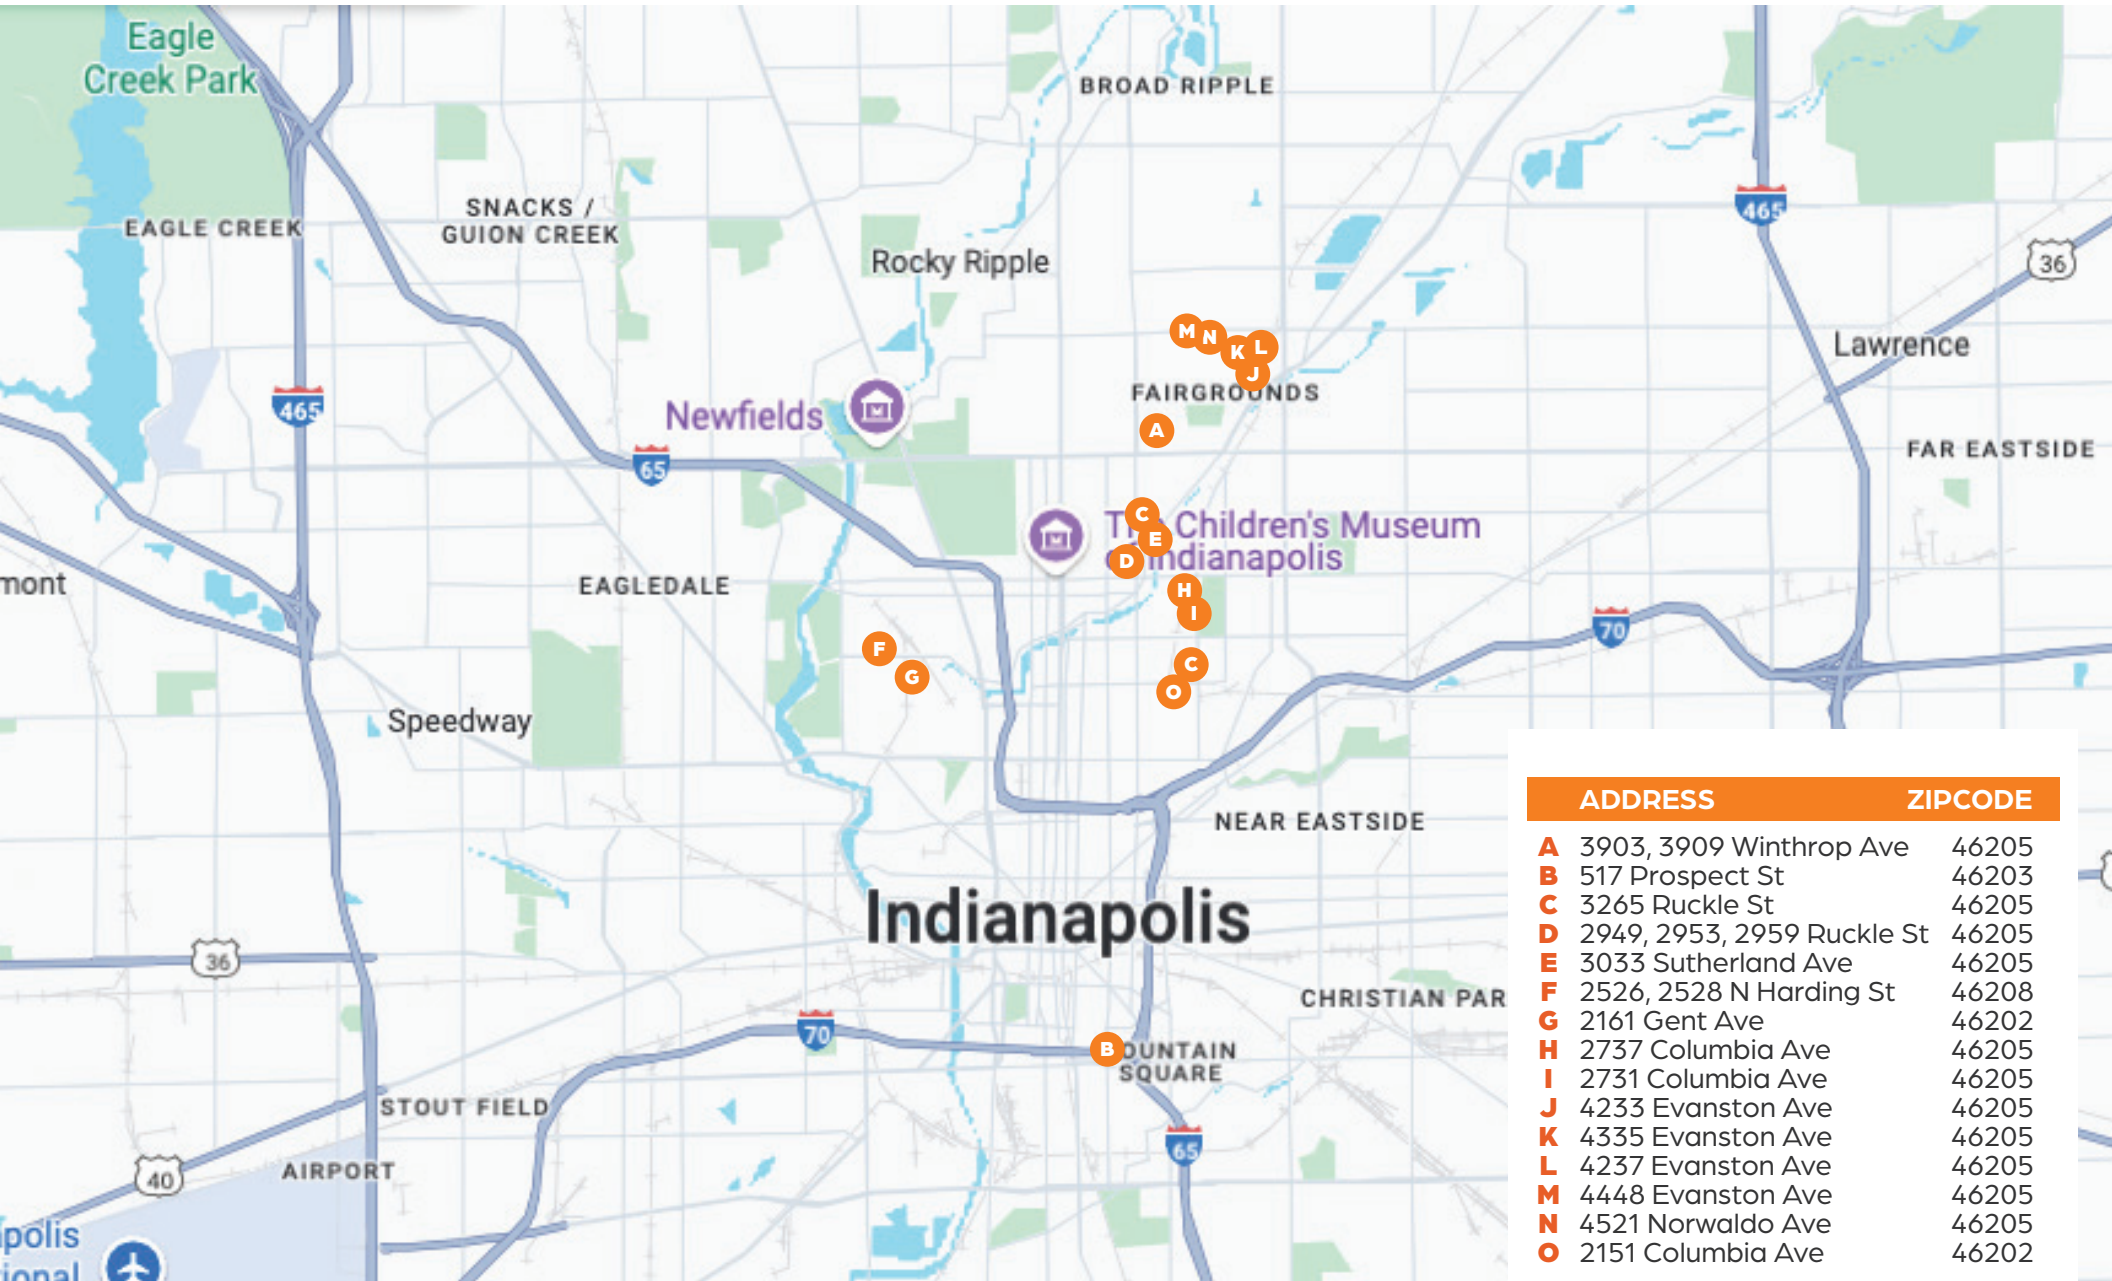 Eagle
Creek Park
BROAD RIPPLE
SNACKS /
GUION CREEK
EAGLE CREEK
465
Rocky Ripple
36
M
N
K
L
J
Lawrence
FAIRGROUNDS
465
Newfields
A
65
FAR EASTSIDE
C
The Children's Museum
of Indianapolis
E
D
mont
EAGLEDALE
H
I
70
F
G
C
O
Speedway
NEAR EASTSIDE
Indianapolis
36
CHRISTIAN PAR
70
B
OUNTAIN
SQUARE
STOUT FIELD
65
40
AIRPORT
apolis
ional
ADDRESS ZIPCODE
A 3903, 3909 Winthrop Ave 46205
B 517 Prospect St 46203
C 3265 Ruckle St 46205
D 2949, 2953, 2959 Ruckle St 46205
E 3033 Sutherland Ave 46205
F 2526, 2528 N Harding St 46208
G 2161 Gent Ave 46202
H 2737 Columbia Ave 46205
I 2731 Columbia Ave 46205
J 4233 Evanston Ave 46205
K 4335 Evanston Ave 46205
L 4237 Evanston Ave 46205
M 4448 Evanston Ave 46205
N 4521 Norwaldo Ave 46205
O 2151 Columbia Ave 46202